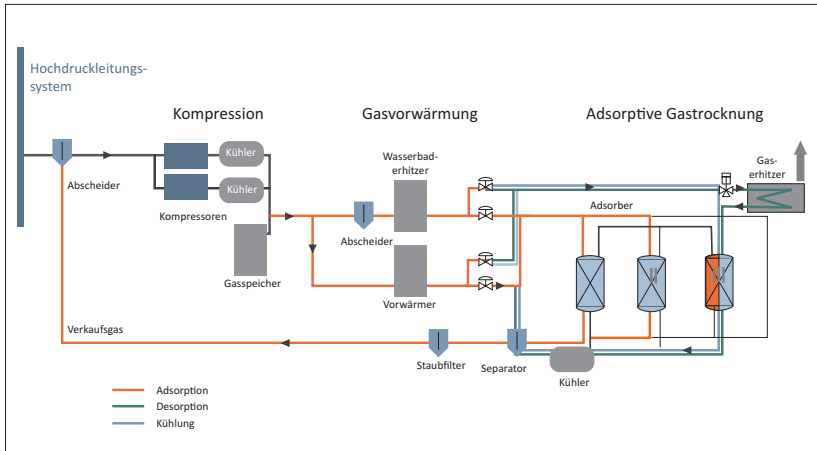 Hochdruckleitungs-
system
Kompression
Gasvorwärmung
Adsorptive Gastrocknung
Kühler
Wasserbad-
erhitzer
Gas-
erhitzer
Abscheider
Kühler
Adsorber
Kompressoren
Abscheider
Gasspeicher
Vorwärmer
Verkaufsgas
Staubfilter
Separator
Kühler
Adsorption
Desorption
Kühlung